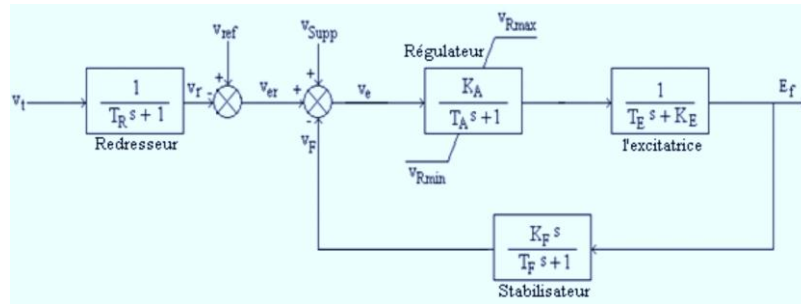 v_ref
v_Supp
v_Rmax
Régulateur
v_t
1
T_R s + 1
v_r
-
+
v_er
+
+
-
v_e
K_A
T_A s + 1
1
T_E s + K_E
E_f
Redresseur
v_F
v_Rmin
l'excitatrice
K_F s
T_F s + 1
Stabilisateur